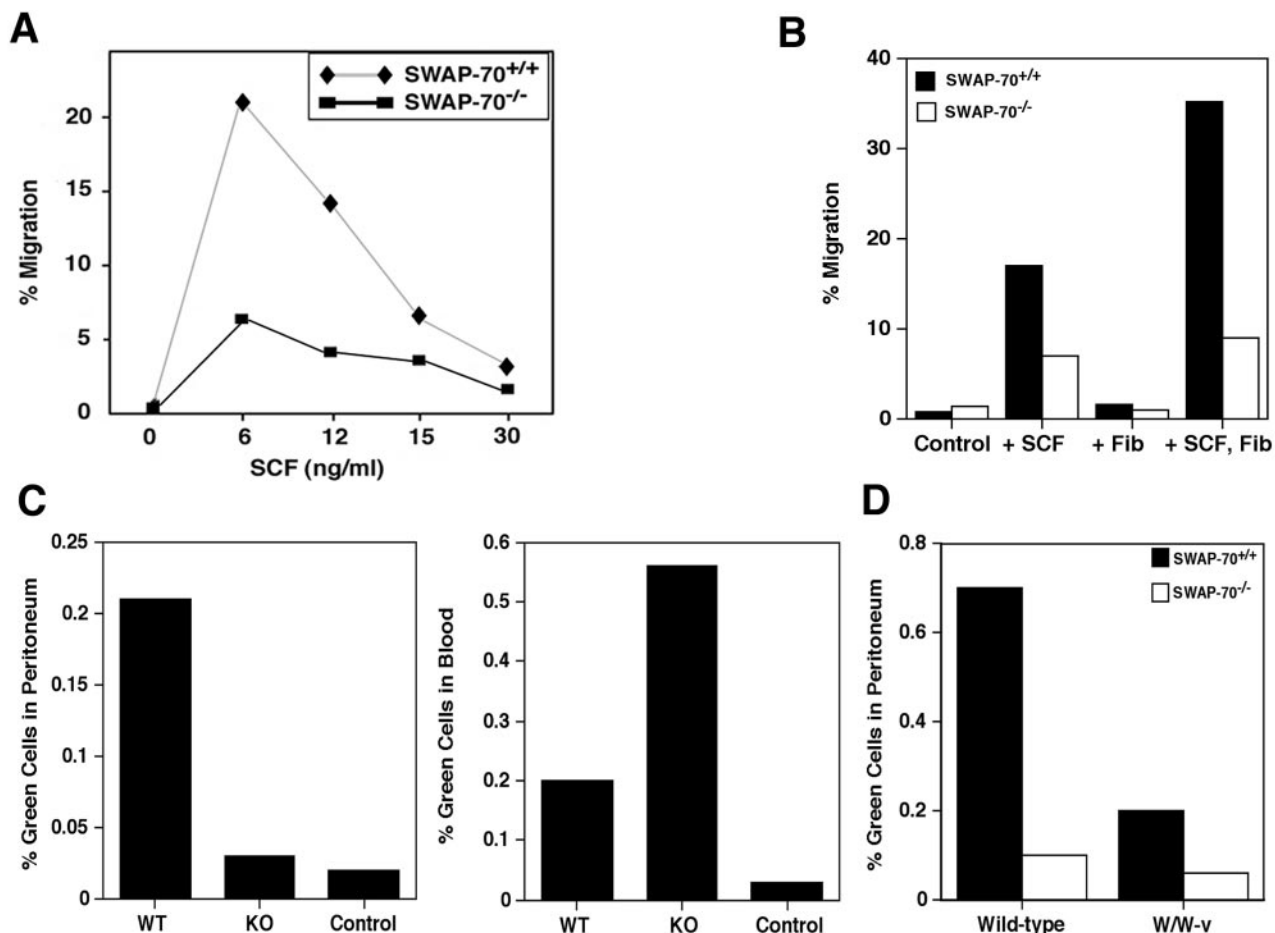 A
SWAP-70+/+
SWAP-70-/-
20
15
10
5
0
% Migration
0 6 12 15 30
SCF (ng/ml)
B
SWAP-70+/+
SWAP-70-/-
40
30
20
10
0
% Migration
Control + SCF + Fib + SCF, Fib
C
0.25
0.2
0.15
0.1
0.05
0
% Green Cells in Peritoneum
WT KO Control
0.6
0.5
0.4
0.3
0.2
0.1
0
% Green Cells in Blood
WT KO Control
D
SWAP-70+/+
SWAP-70-/-
0.8
0.6
0.4
0.2
0
% Green Cells in Peritoneum
Wild-type W/W-v